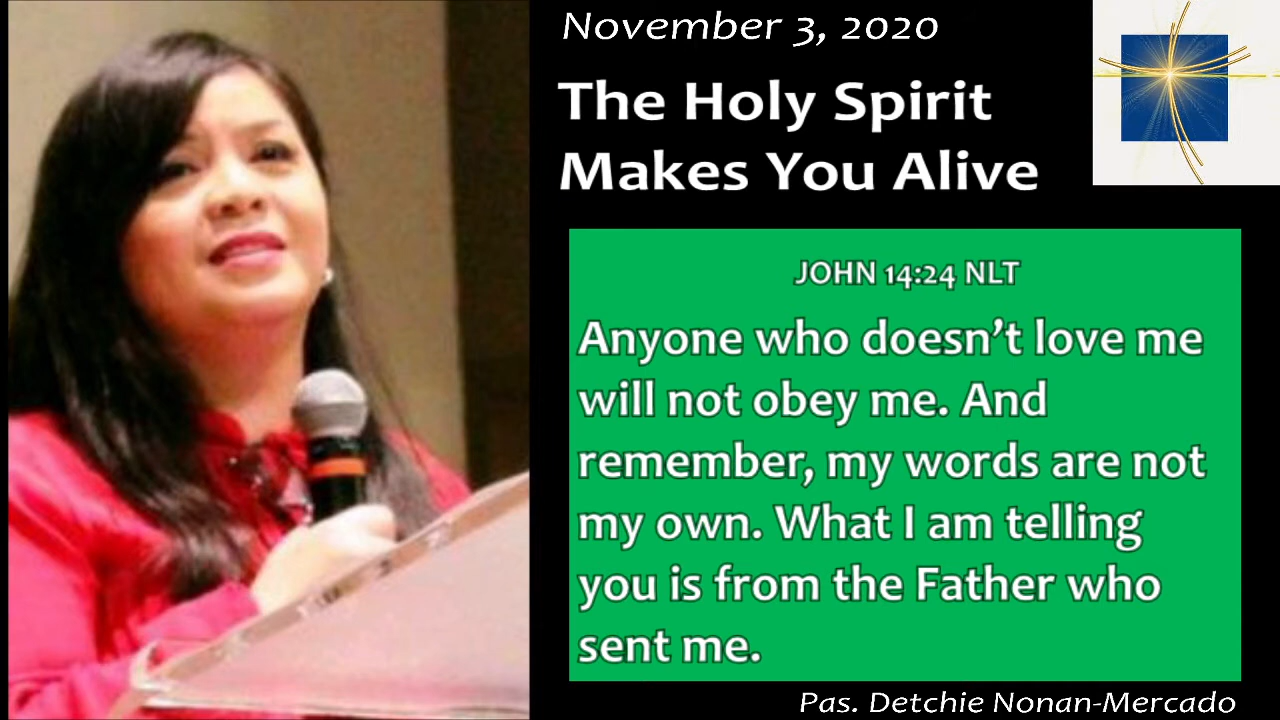 November 3, 2020
The Holy Spirit
Makes You Alive
JOHN 14:24 NLT
Anyone who doesn’t love me
will not obey me. And
remember, my words are not
my own. What I am telling
you is from the Father who
sent me.
Pas. Detchie Nonan-Mercado